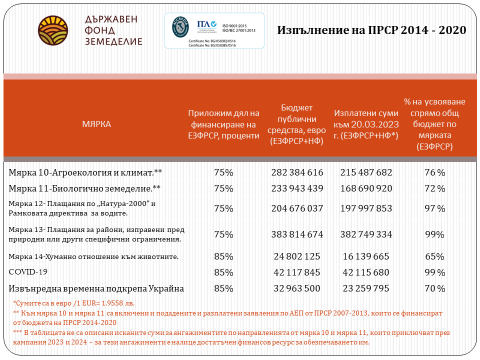 ДЪРЖАВЕН
ФОНД
ЗЕМЕДЕЛИЕ
ITA
ISO 9001:2015
ISO/IEC 27001:2013
Изпълнение на ПРСР 2014 - 2020
МЯРКА
Приложим дял на финансиране на ЕЗФРСР, проценти
Бюджет публични средства, евро (ЕЗФРСР+НФ)
Изплатени суми към 20.03.2023 г. (ЕЗФРСР+НФ*)
% на усвояване спрямо общ бюджет по мярката (ЕЗФРСР)
Мярка 10-Агроекология и климат.** 75% 282 384 616 215 487 682 76 %
Мярка 11-Биологично земеделие.** 75% 233 943 439 168 690 920 72 %
Мярка 12- Плащания по „Натура-2000" и
Рамковата директива за водите. 75% 204 676 037 197 997 853 97 %
Мярка 13- Плащания за райони, изправени пред
природни или други специфични ограничения. 75% 383 814 674 382 749 334 99%
Мярка 14-Хуманно отношение към животните. 85% 24 802 125 16 139 665 65%
COVID-19 85% 42 117 845 42 115 680 99 %
Извънредна временна подкрепа Украйна 85% 32 963 500 23 259 795 70 %
*Сумите са в евро /1 EUR= 1,9558 лв.
** Към мярка 10 и мярка 11 са включени и подадените и разплатени заявления по АЕП от ПРСР 2007-2013, които се финансират
от бюджета на ПРСР 2014-2020
*** В таблицата не са описани исканите суми за ангажиментите по направленията от мярка 10 и мярка 11, които приключват през
кампания 2023 и 2024 – за тези ангажименти е налице достатъчен финансов ресурс за обезпечаването им.